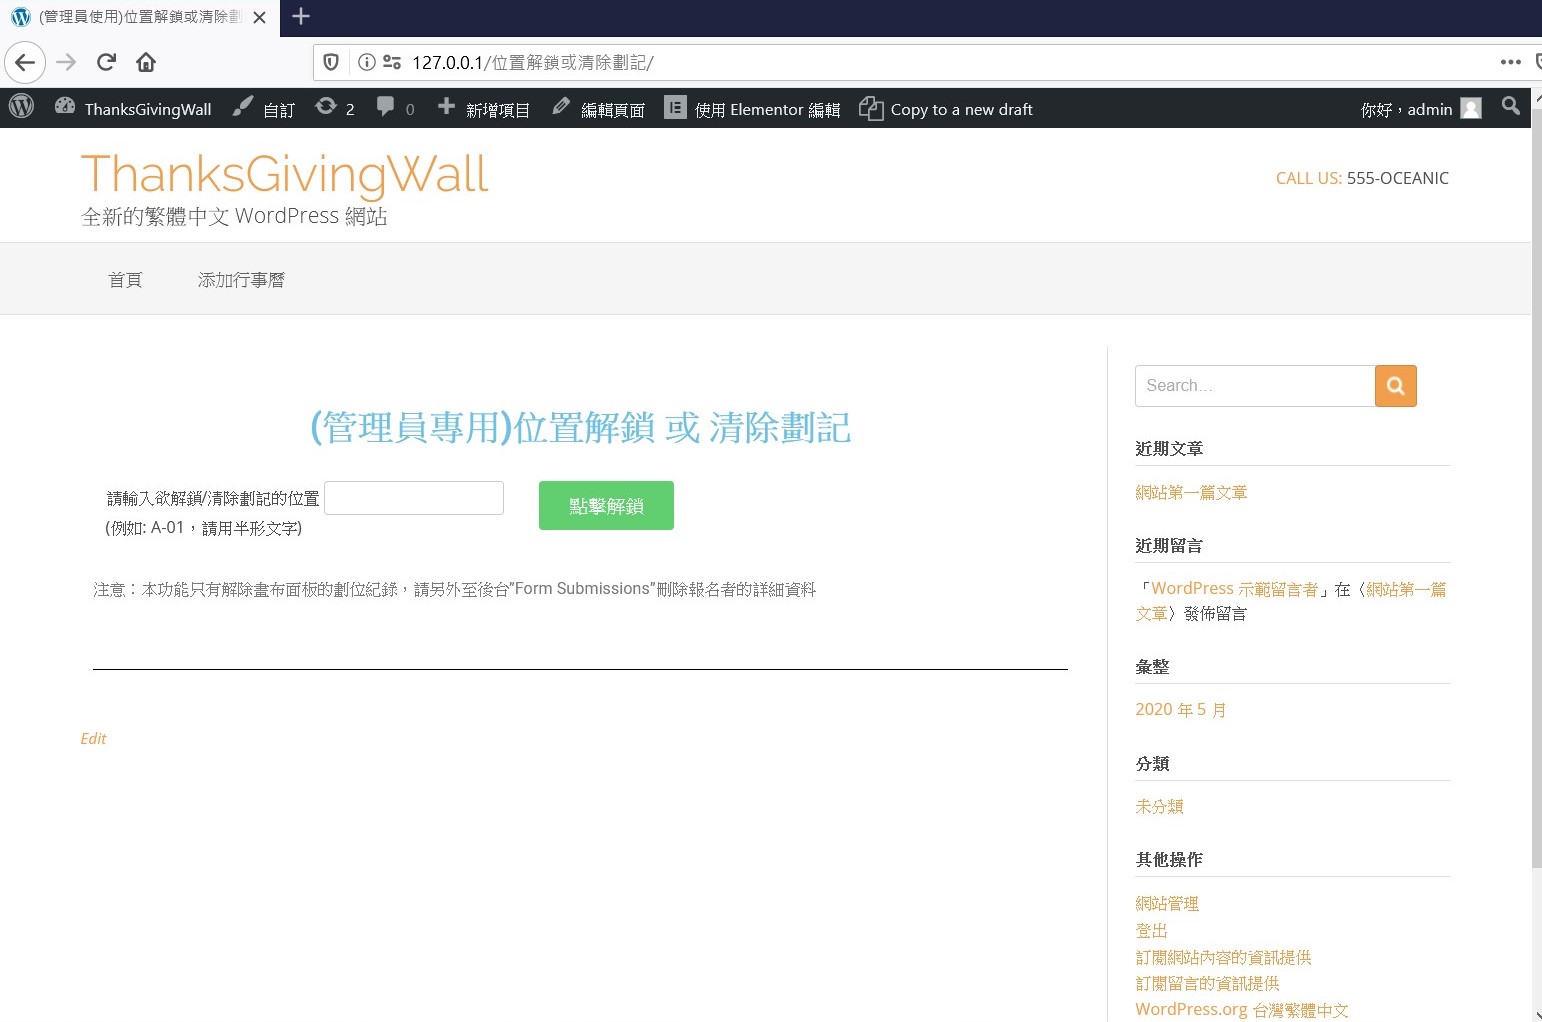 (管理員使用)位置解鎖或清除劃
127.0.0.1/位置解鎖或清除劃記/
ThanksGivingWall 自訂 2 0 新增項目 編輯頁面 使用 Elementor 編輯 Copy to a new draft 你好，admin
ThanksGivingWall
全新的繁體中文 WordPress 網站
CALL US: 555-OCEANIC
首頁 添加行事曆
(管理員專用)位置解鎖 或 清除劃記
請輸入欲解鎖/清除劃記的位置
(例如: A-01，請用半形文字)
點擊解鎖
注意：本功能只有解除畫布面板的劃位紀錄，請另外至後台"Form Submissions"刪除報名者的詳細資料
Edit
Search…
近期文章
網站第一篇文章
近期留言
「WordPress 示範留言者」在〈網站第一篇
文章〉發佈留言
彙整
2020 年 5 月
分類
未分類
其他操作
網站管理
登出
訂閱網站內容的資訊提供
訂閱留言的資訊提供
WordPress.org 台灣繁體中文